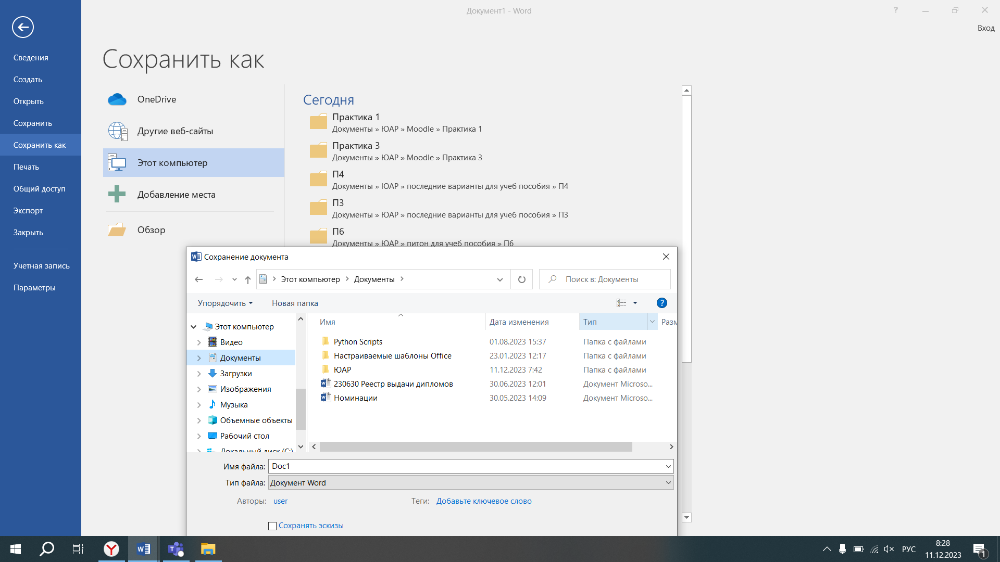 Документ1 - Word
?
Вход
Сведения
Создать
Открыть
Сохранить
Сохранить как
Печать
Общий доступ
Экспорт
Закрыть
Учетная запись
Параметры
Сохранить как
OneDrive
Другие веб-сайты
Этот компьютер
Добавление места
Обзор
Сегодня
Практика 1
Документы » ЮАР » Moodle » Практика 1
Практика 3
Документы » ЮАР » Moodle » Практика 3
П4
Документы » ЮАР » последние варианты для учеб пособия » П4
П3
Документы » ЮАР » последние варианты для учеб пособия » П3
П6
Документы » ЮАР » питон для учеб пособия » П6
Сохранение документа
Этот компьютер > Документы >
Поиск в: Документы
Упорядочить
Новая папка
?
Этот компьютер
Видео
Документы
Загрузки
Изображения
Музыка
Объемные объекты
Рабочий стол
Локальный диск (C:)
Имя Дата изменения Тип Разм
Python Scripts 01.08.2023 15:37 Папка с файлами
Настраиваемые шаблоны Office 23.01.2023 12:17 Папка с файлами
ЮАР 11.12.2023 7:42 Папка с файлами
230630 Реестр выдачи дипломов 30.06.2023 12:01 Документ Microso...
Номинации 30.05.2023 14:09 Документ Microso...
Имя файла: Doc1
Тип файла: Документ Word
Авторы: user Теги: Добавьте ключевое слово
Сохранять эскизы
РУС
8:28
11.12.2023
1